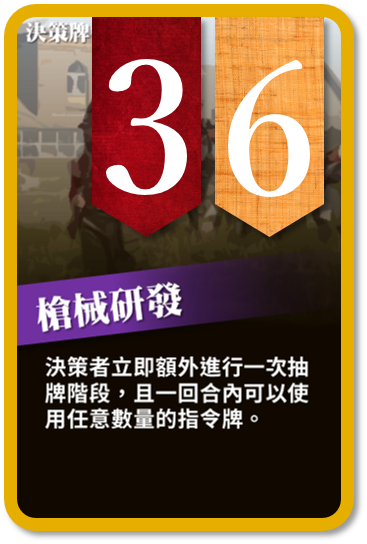 決策牌
3 6
槍械研發
決策者立即額外進行一次抽
牌階段，且一回合內可以使
用任意數量的指令牌。